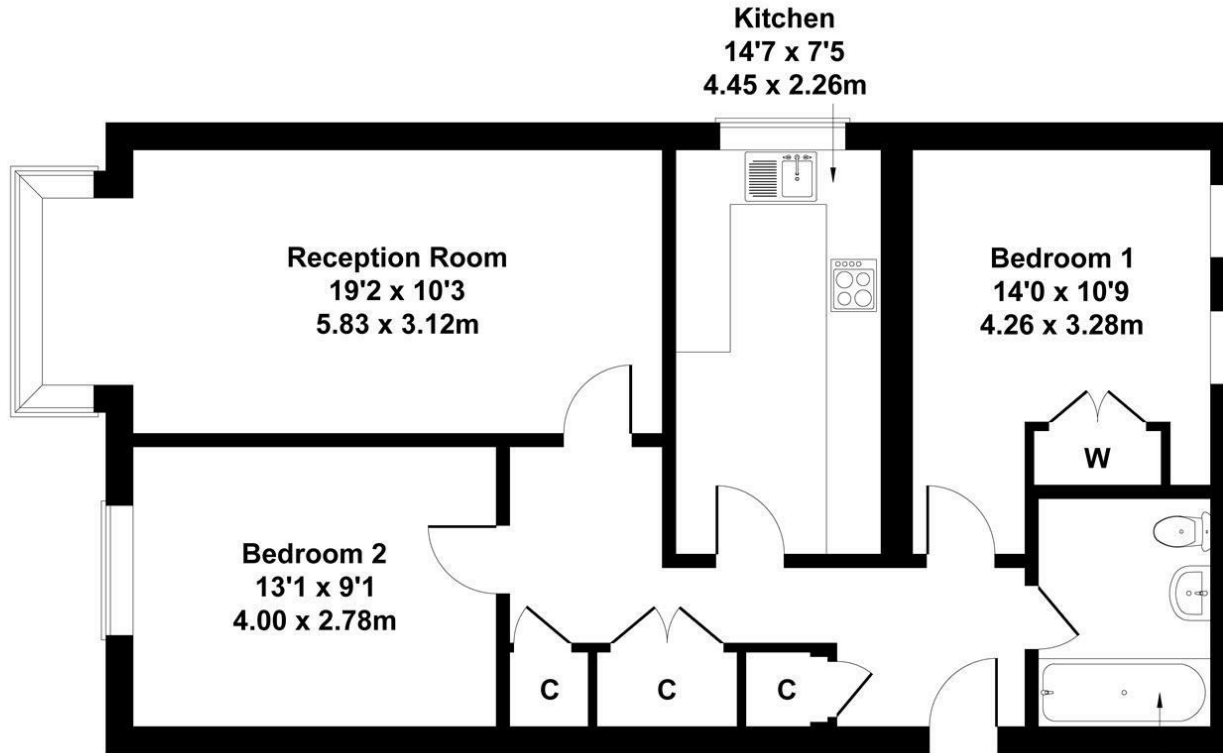 Kitchen
14'7 x 7'5
4.45 x 2.26m
Reception Room
19'2 x 10'3
5.83 x 3.12m
Bedroom 1
14'0 x 10'9
4.26 x 3.28m
W
Bedroom 2
13'1 x 9'1
4.00 x 2.78m
C
C
C